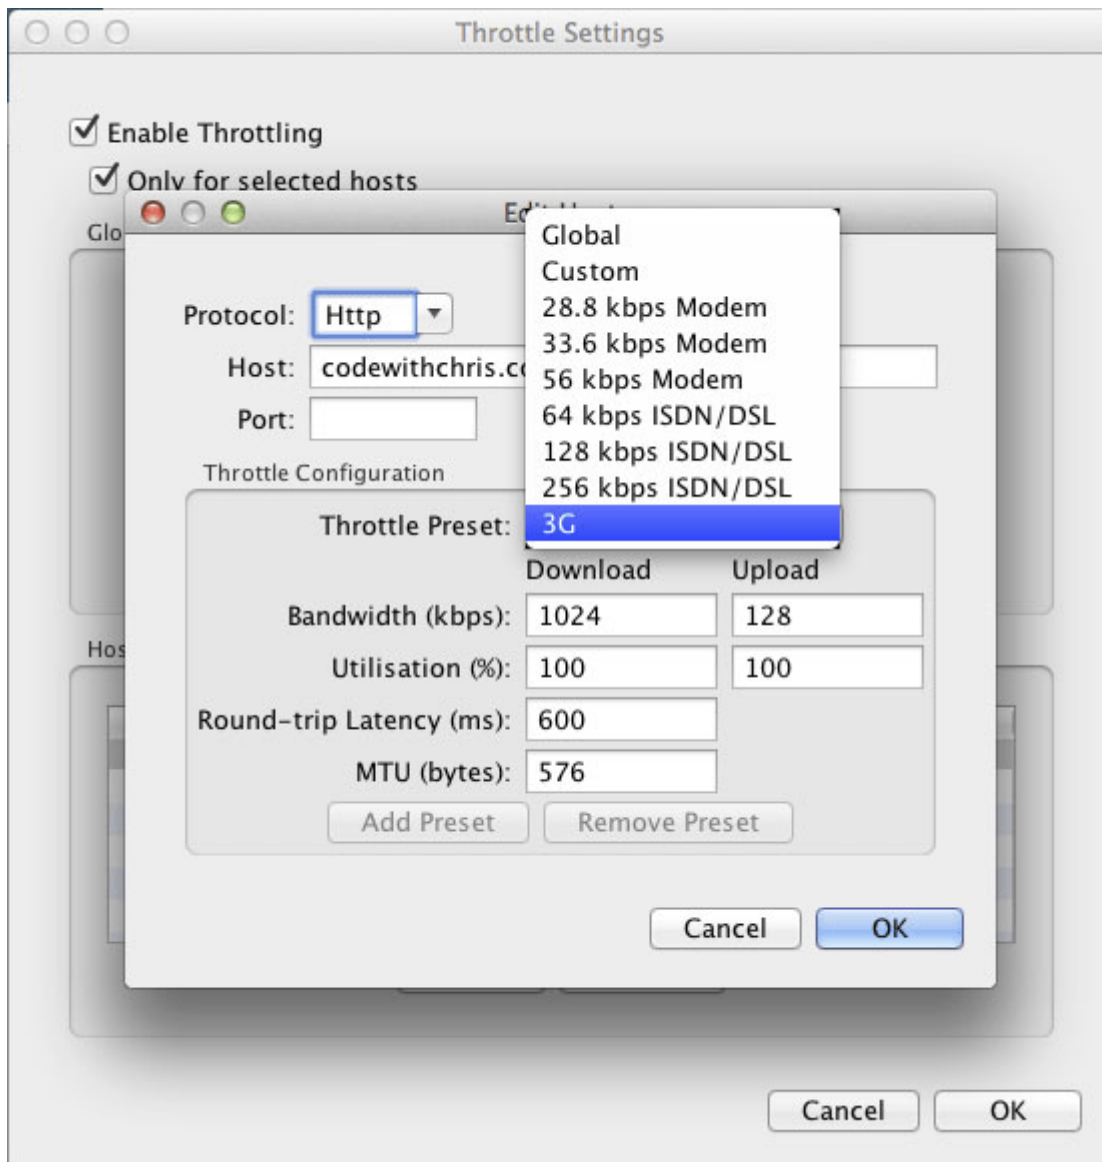 Throttle Settings
Enable Throttling
Only for selected hosts
Global
Custom
Protocol: Http
28.8 kbps Modem
33.6 kbps Modem
Host: codewithchris.c
56 kbps Modem
Port:
64 kbps ISDN/DSL
128 kbps ISDN/DSL
Throttle Configuration
256 kbps ISDN/DSL
Throttle Preset: 3G
Download Upload
Bandwidth (kbps): 1024 128
Utilisation (%): 100 100
Round-trip Latency (ms): 600
MTU (bytes): 576
Add Preset Remove Preset
Cancel OK
Cancel OK